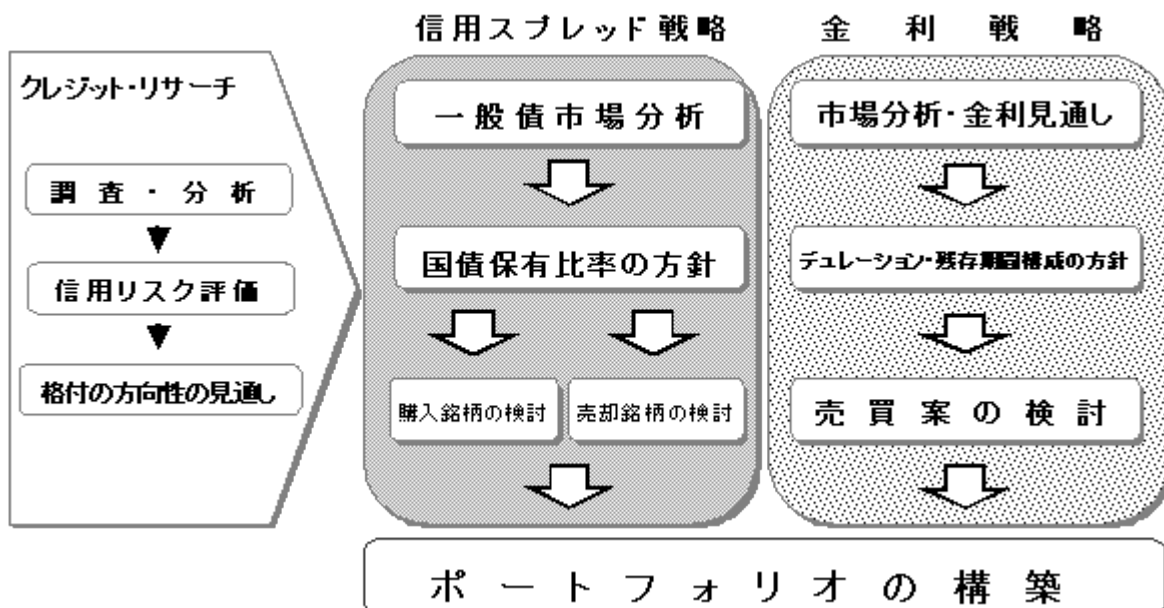 信用スプレッド戦略
金利戦略
クレジット・リサーチ
調査・分析
信用リスク評価
格付の方向性の見通し
一般債市場分析
国債保有比率の方針
購入銘柄の検討
売却銘柄の検討
市場分析・金利見通し
デュレーション・残存期間構成の方針
売買案の検討
ポートフォリオの構築